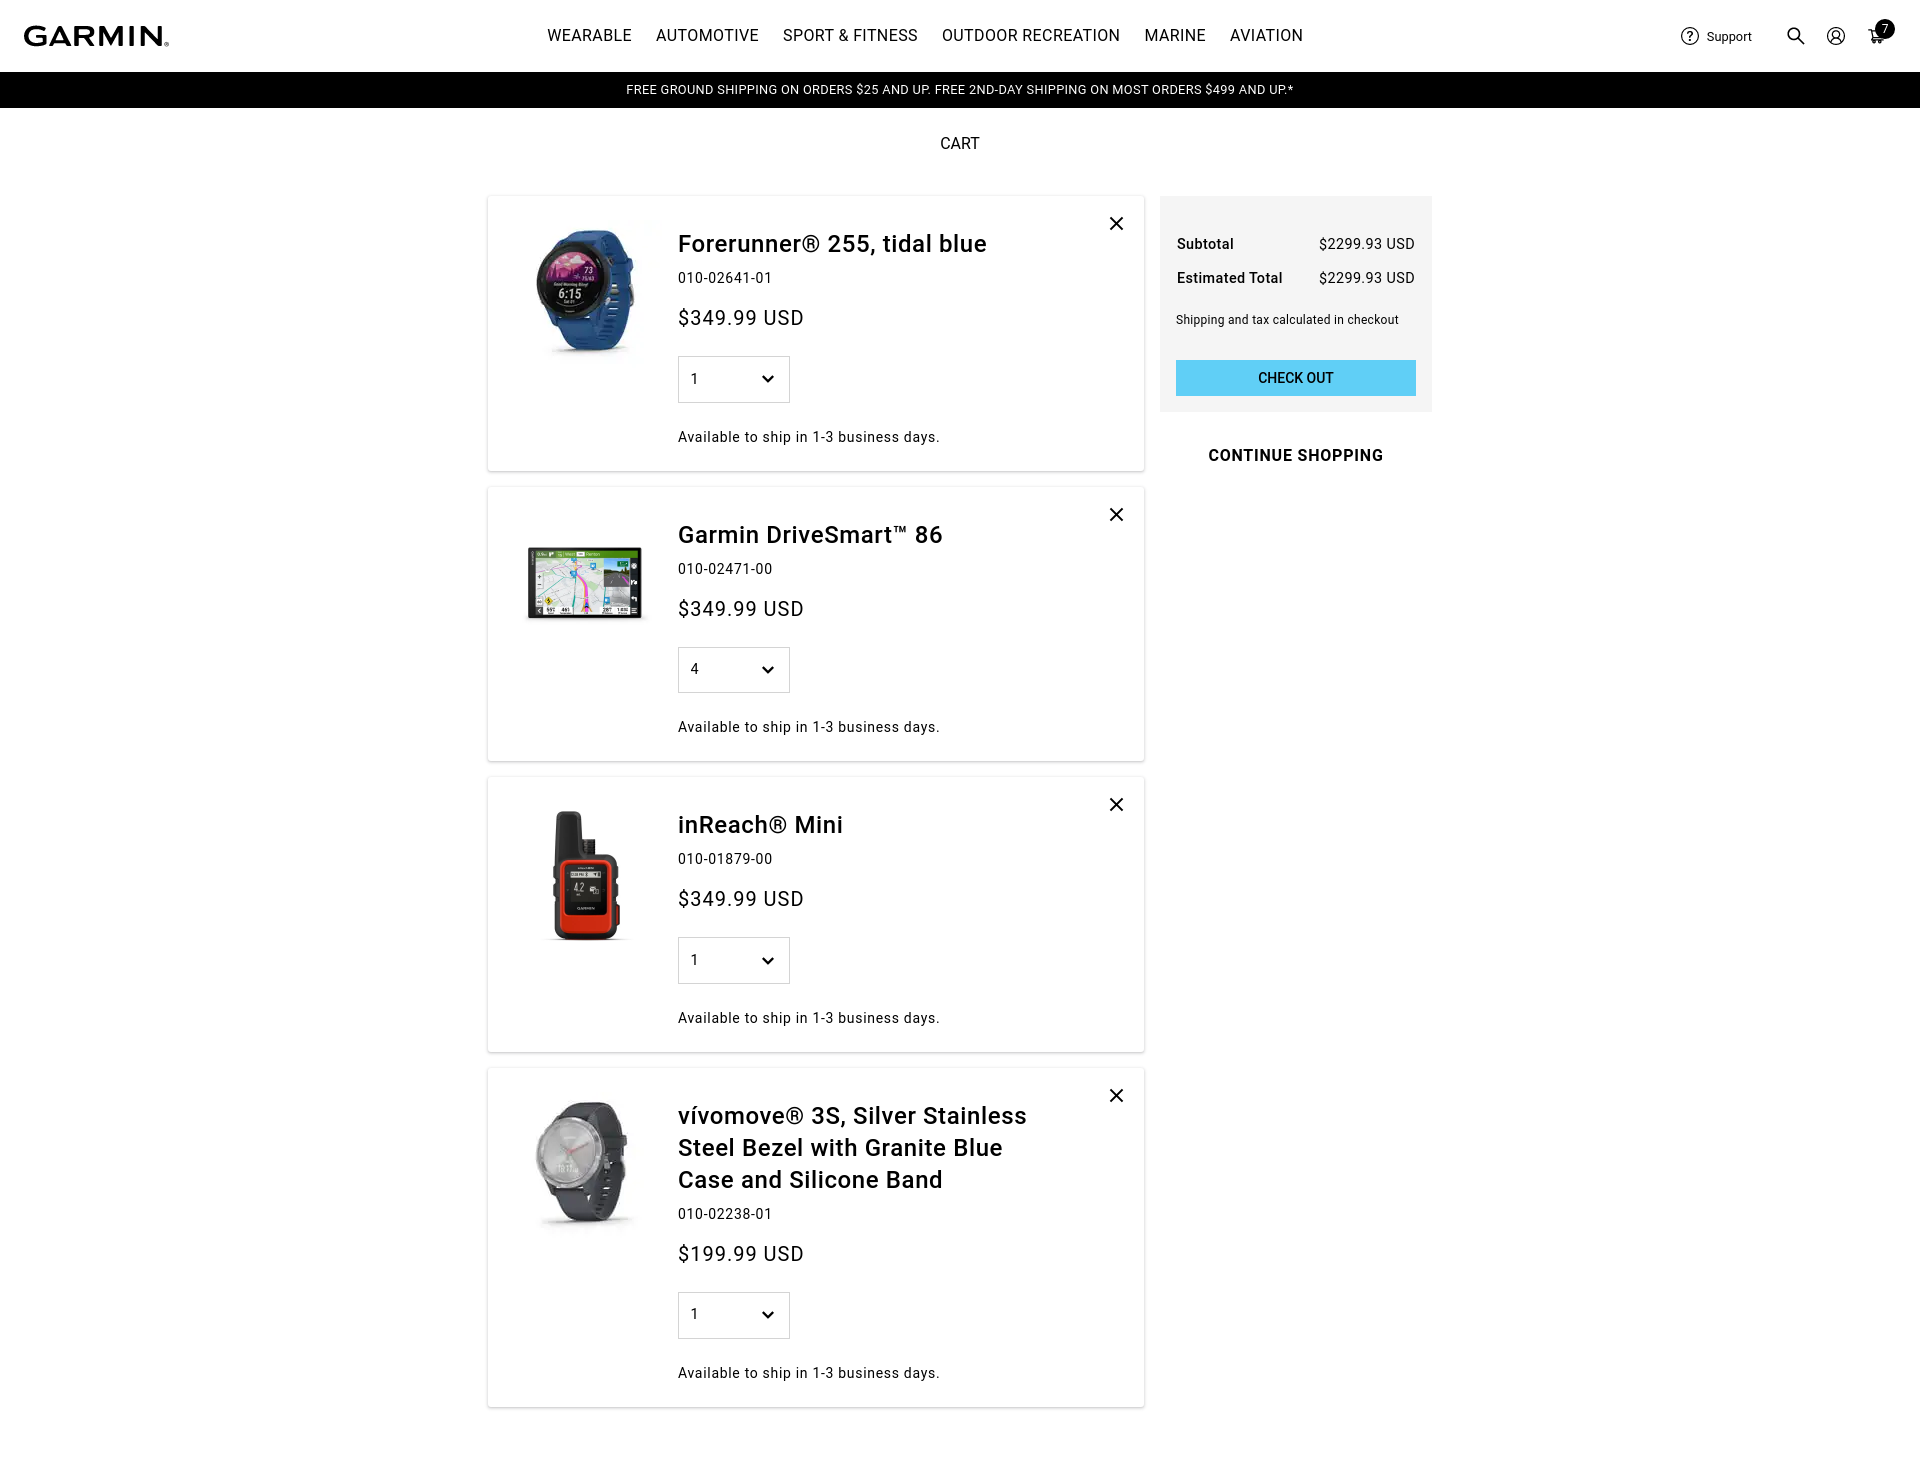 GARMIN®
WEARABLE
AUTOMOTIVE
SPORT & FITNESS
OUTDOOR RECREATION
MARINE
AVIATION
Support
7
FREE GROUND SHIPPING ON ORDERS $25 AND UP. FREE 2ND-DAY SHIPPING ON MOST ORDERS $499 AND UP.*
CART
Forerunner® 255, tidal blue
010-02641-01
$349.99 USD
1
Available to ship in 1-3 business days.
73
6:15
Garmin DriveSmart™ 86
010-02471-00
$349.99 USD
4
Available to ship in 1-3 business days.
inReach® Mini
010-01879-00
$349.99 USD
1
Available to ship in 1-3 business days.
4.2
GARMIN
vívomove® 3S, Silver Stainless
Steel Bezel with Granite Blue
Case and Silicone Band
010-02238-01
$199.99 USD
1
Available to ship in 1-3 business days.
Subtotal $2299.93 USD
Estimated Total $2299.93 USD
Shipping and tax calculated in checkout
CHECK OUT
CONTINUE SHOPPING